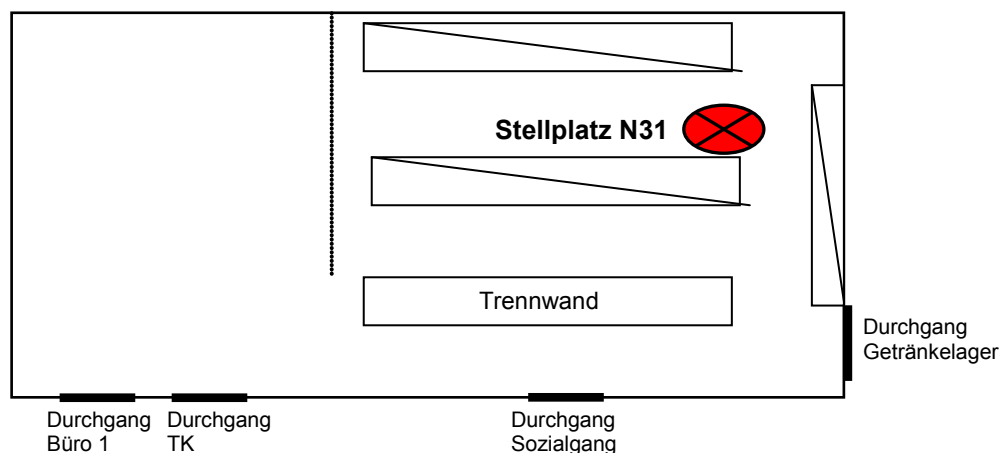 Stellplatz N31
Trennwand
Durchgang
Getränkelager
Durchgang
Büro 1
Durchgang
TK
Durchgang
Sozialgang